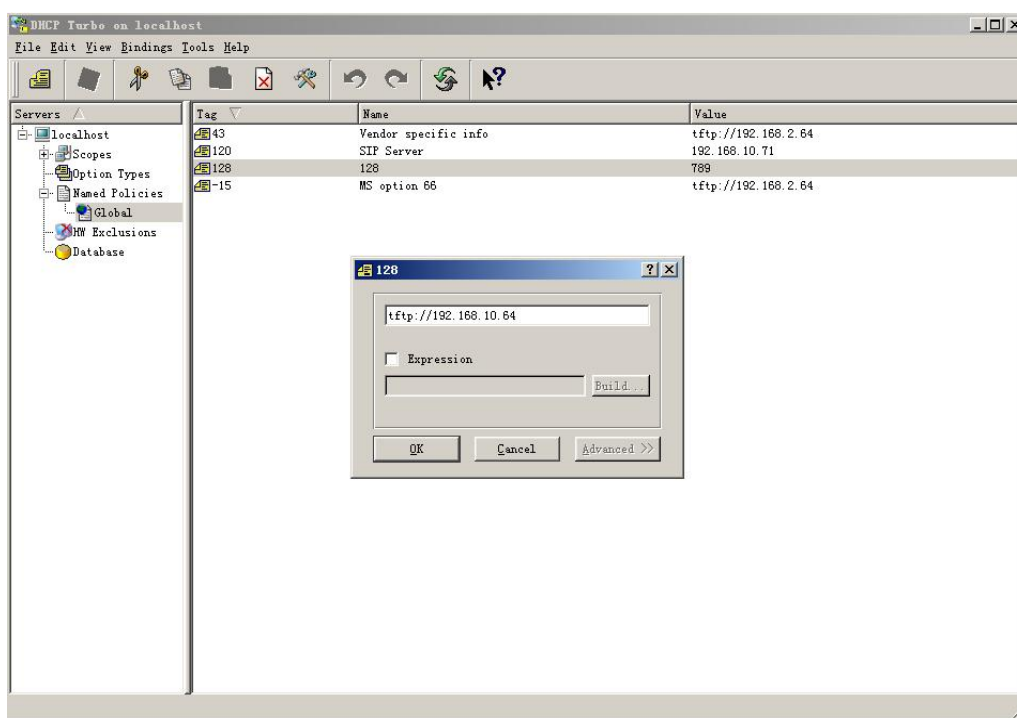 DHCP Turbo on localhost
File Edit View Bindings Tools Help
Servers
Tag Name Value
localhost
Scopes
Option Types
Named Policies
Global
HW Exclusions
Database
43 Vendor specific info tftp://192.168.2.64
120 SIP Server 192.168.10.71
128 128 789
-15 MS option 66 tftp://192.168.2.64
128
tftp://192.168.10.64
Expression
Build...
OK Cancel Advanced >>